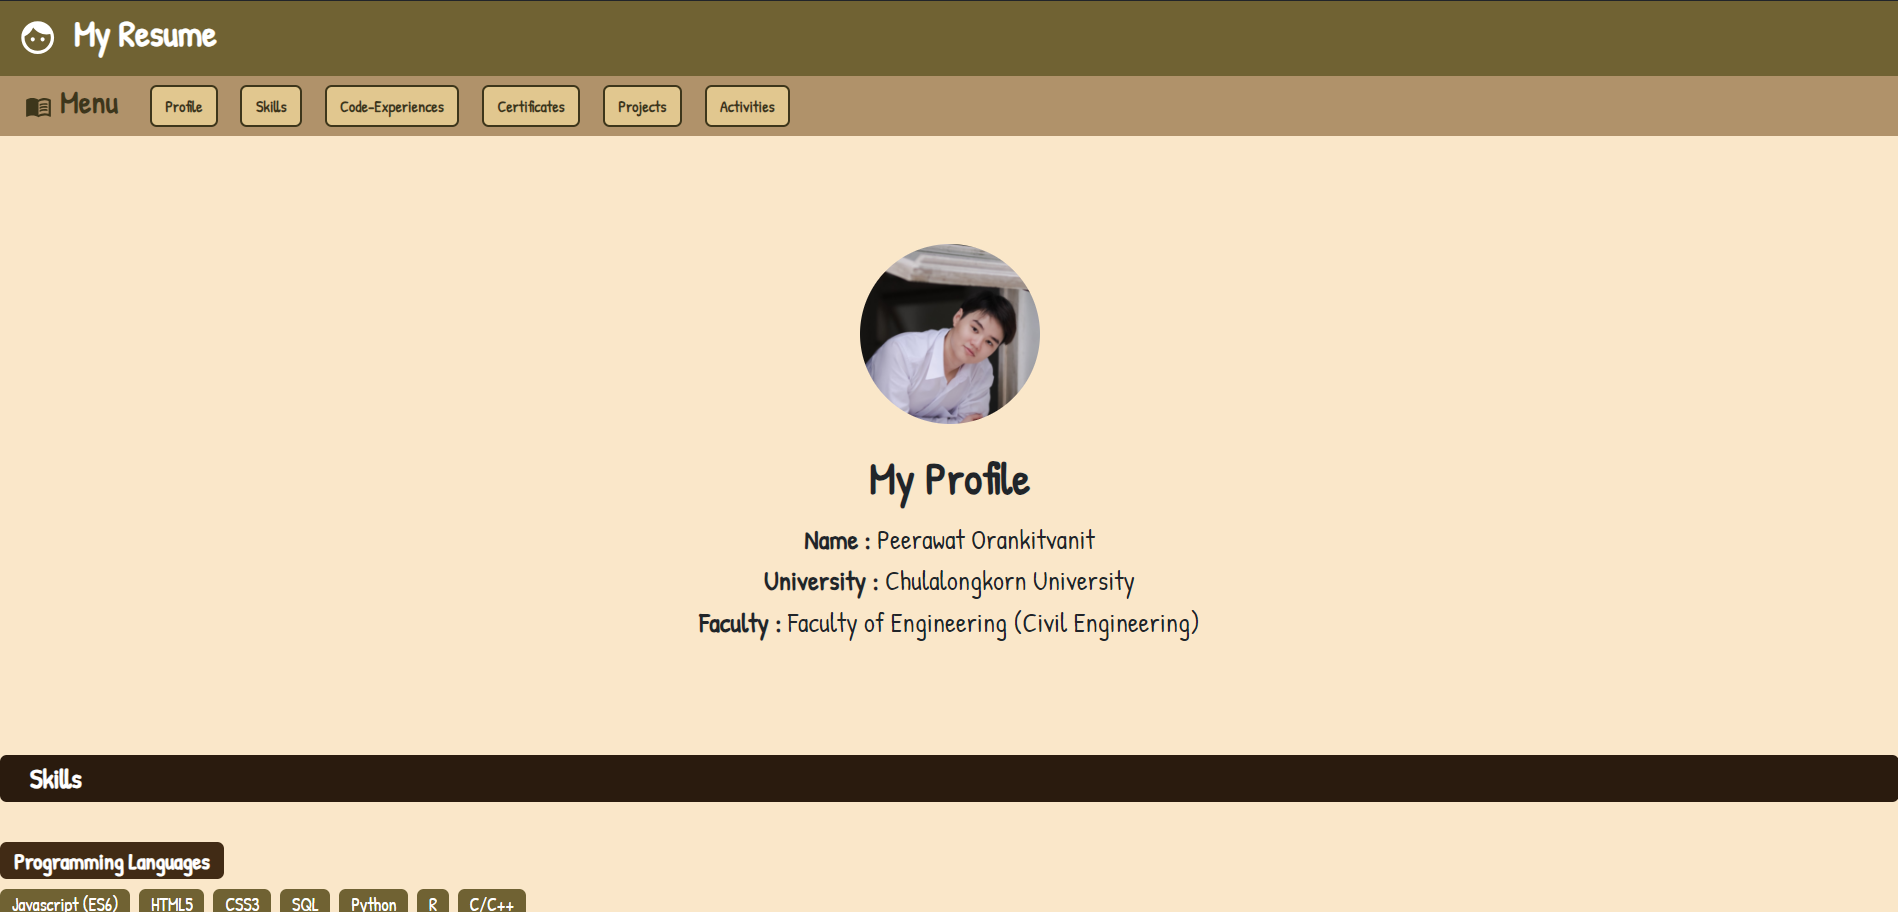 My Resume
Menu Profile Skills Code-Experiences Certificates Projects Activities
My Profile
Name : Peerawat Orankitvanit
University : Chulalongkorn University
Faculty : Faculty of Engineering (Civil Engineering)
Skills
Programming Languages
Javascript (ES6) HTML5 CSS3 SQL Python R C/C++